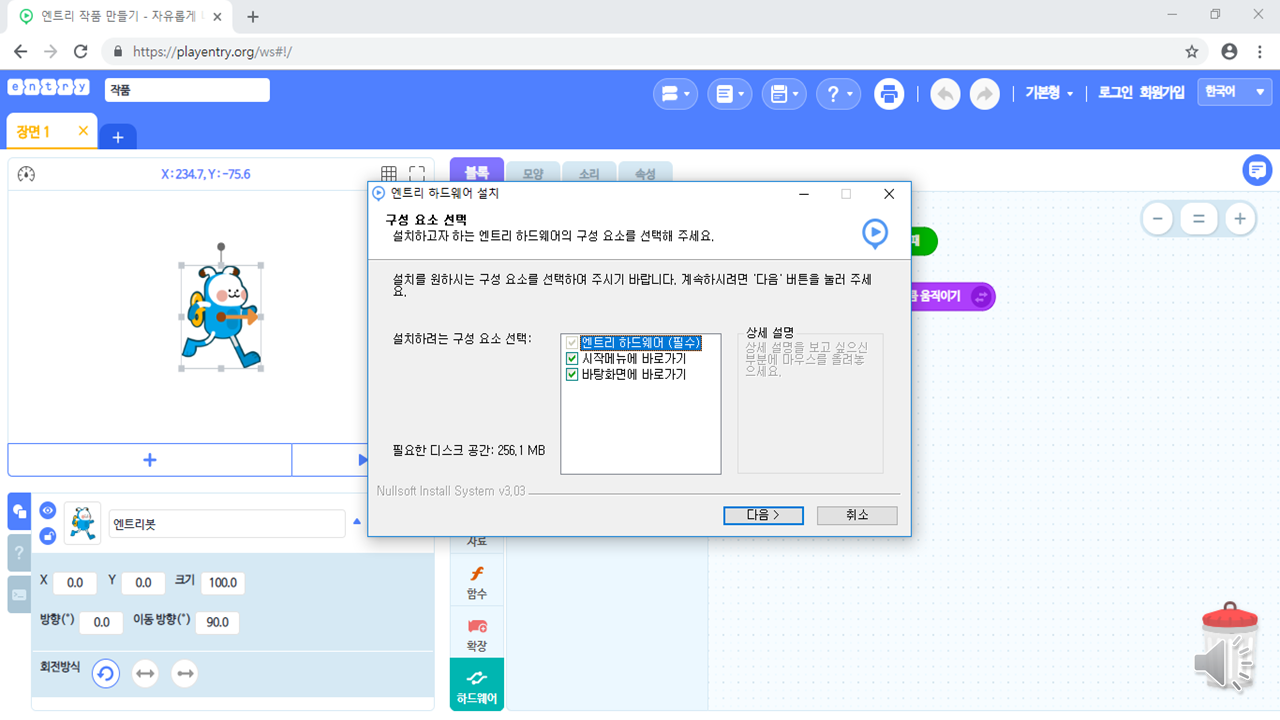 엔트리 작품 만들기 - 자유롭게
https://playentry.org/ws#!/
entry
작품
기본형
로그인
회원가입
한국어
장면 1
X:234.7, Y:-75.6
블록
모양
소리
속성
엔트리 하드웨어 설치
구성 요소 선택
설치하고자 하는 엔트리 하드웨어의 구성 요소를 선택해 주세요.
설치를 원하시는 구성 요소를 선택하여 주시기 바랍니다. 계속하시려면 '다음' 버튼을 눌러 주세
요.
설치하려는 구성 요소 선택:
엔트리 하드웨어 (필수)
시작메뉴에 바로가기
바탕화면에 바로가기
상세 설명
상세 설명을 보고 싶으신
부분에 마우스를 올려놓
으세요.
필요한 디스크 공간: 256.1 MB
Nullsoft Install System v3.03
다음 >
취소
움직이기
엔트리봇
X 0.0 Y 0.0 크기 100.0
방향(°) 0.0 이동 방향(°) 90.0
회전방식
자료
함수
확장
하드웨어